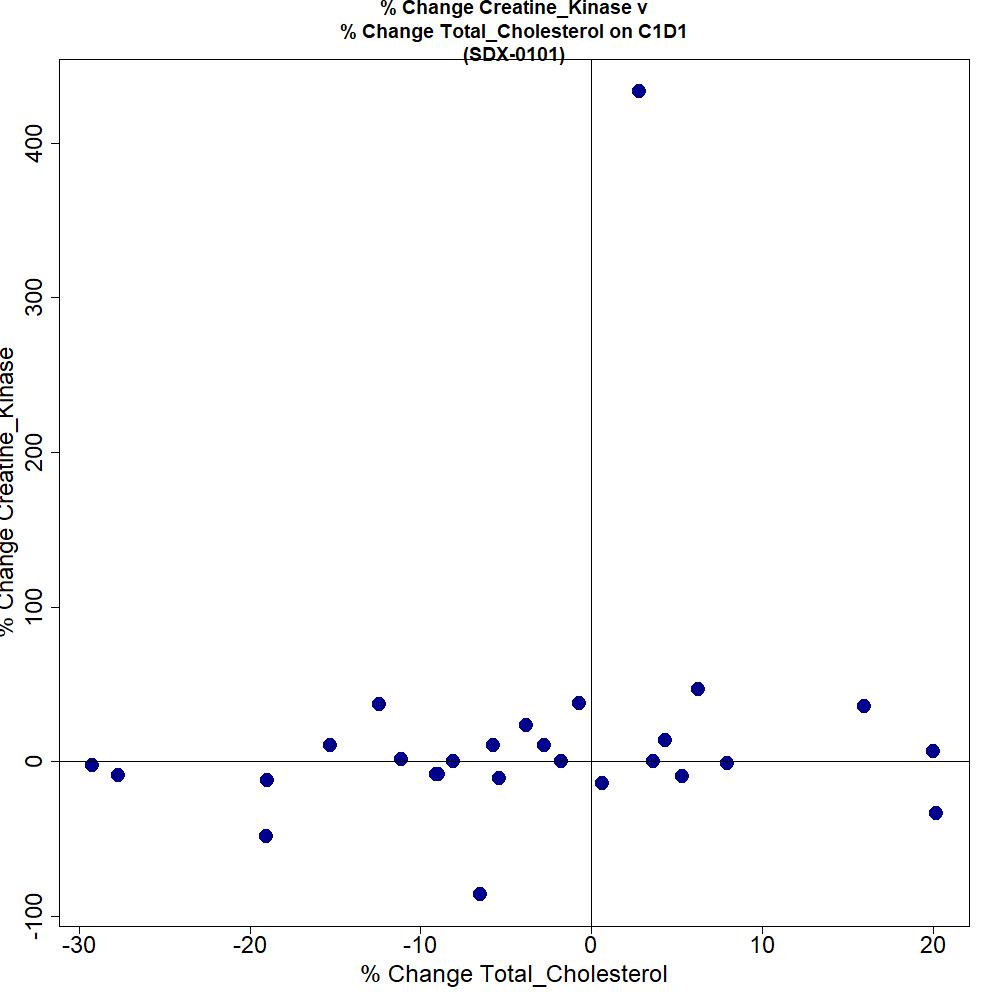 % Change Creatine_Kinase v
% Change Total_Cholesterol on C1D1
(SDX-0101)
% Change Creatine_Kinase
400
300
200
100
0
-100
-30
-20
-10
0
10
20
% Change Total_Cholesterol